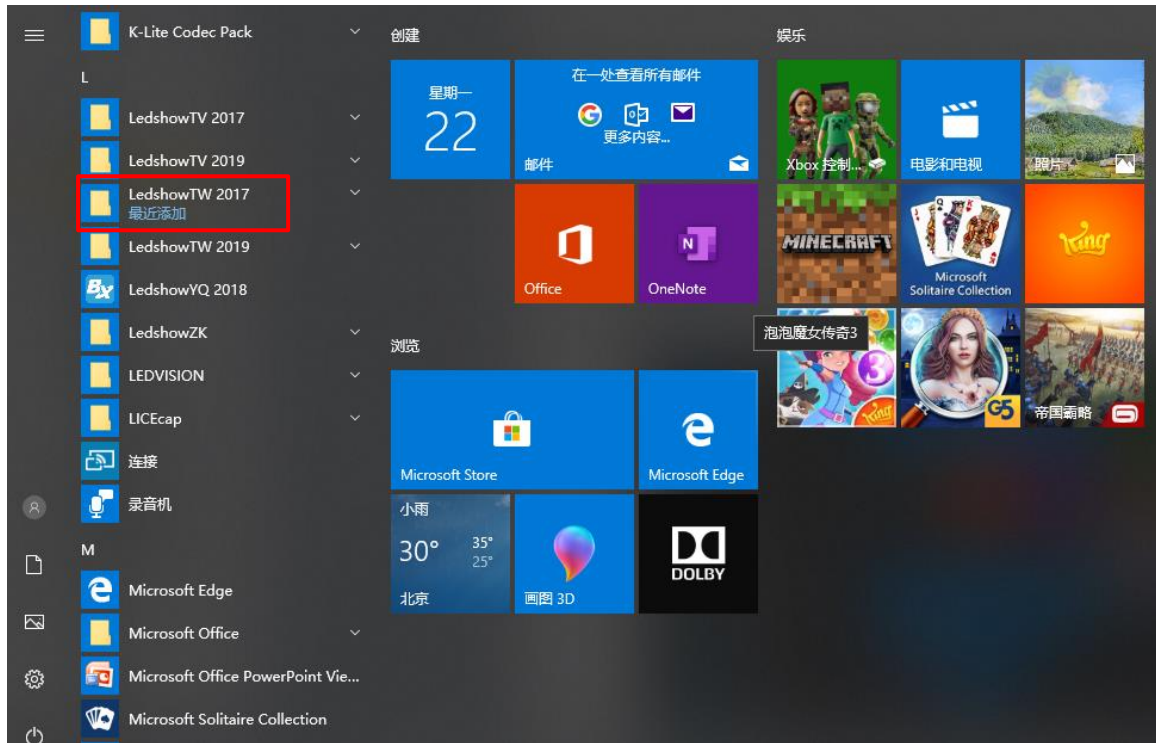 K-Lite Codec Pack
L
LedshowTV 2017
LedshowTV 2019
LedshowTW 2017
最近添加
LedshowTW 2019
BX
LedshowYQ 2018
LedshowZK
LEDVISION
LICEcap
连接
录音机
M
Microsoft Edge
Microsoft Office
Microsoft Office PowerPoint Vie...
Microsoft Solitaire Collection
创建
星期一
22
在一处查看所有邮件
更多内容...
邮件
Office
N
OneNote
浏览
Microsoft Store
Microsoft Edge
小雨
30°
35°
25°
北京
画图 3D
DOLBY
娱乐
Xbox 控制...
电影和电视
照片
MINECRAFT
Microsoft
Solitaire Collection
King
泡泡魔女传奇3
3
King
G5
帝国霸略